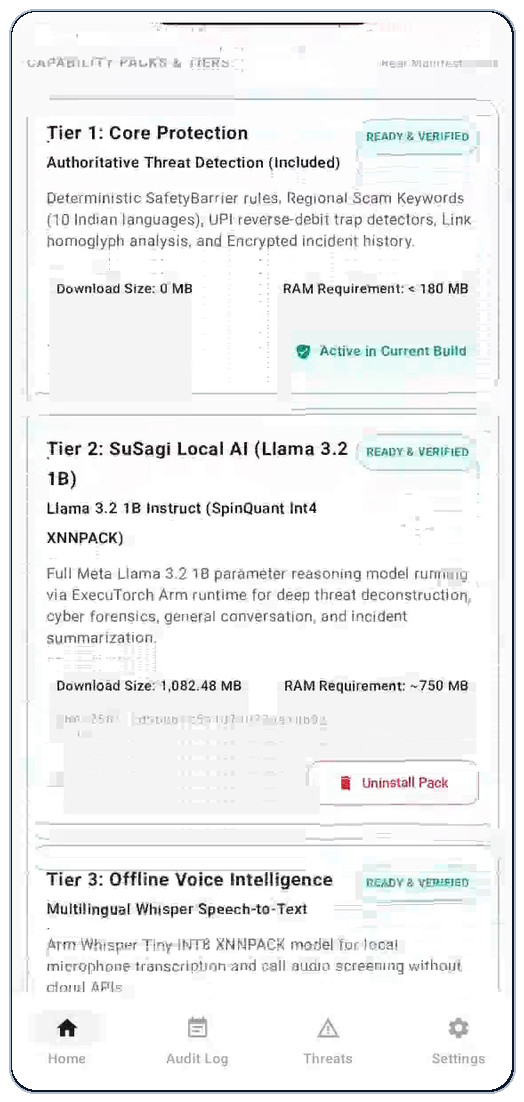 CAPABILITY PACKS & TIERS
Real Manifest
Tier 1: Core Protection
READY & VERIFIED
Authoritative Threat Detection (Included)
Deterministic SafetyBarrier rules, Regional Scam Keywords
(10 Indian languages), UPI reverse-debit trap detectors, Link
homoglyph analysis, and Encrypted incident history.
Download Size: 0 MB
RAM Requirement: < 180 MB
Active in Current Build
Tier 2: SuSagi Local AI (Llama 3.2
1B)
READY & VERIFIED
Llama 3.2 1B Instruct (SpinQuant Int4
XNNPACK)
Full Meta Llama 3.2 1B parameter reasoning model running
via ExecuTorch Arm runtime for deep threat deconstruction,
cyber forensics, general conversation, and incident
summarization.
Download Size: 1,082.48 MB
RAM Requirement: ~750 MB
Uninstall Pack
Tier 3: Offline Voice Intelligence
READY & VERIFIED
Multilingual Whisper Speech-to-Text
Arm Whisper Tiny INT8 XNNPACK model for local
microphone transcription and call audio screening without
cloud APIs
Home
Audit Log
Threats
Settings